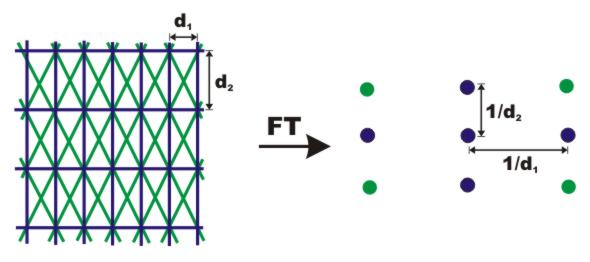 d₁
d₂
FT
1/d₂
1/d₁